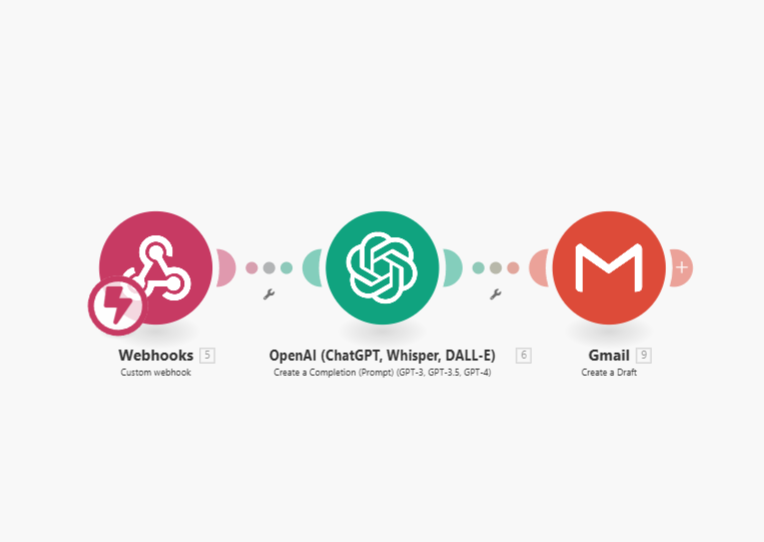 Webhooks 5
Custom webhook
OpenAI (ChatGPT, Whisper, DALL-E) 6
Create a Completion (Prompt) (GPT-3, GPT-3.5, GPT-4)
Gmail 9
Create a Draft